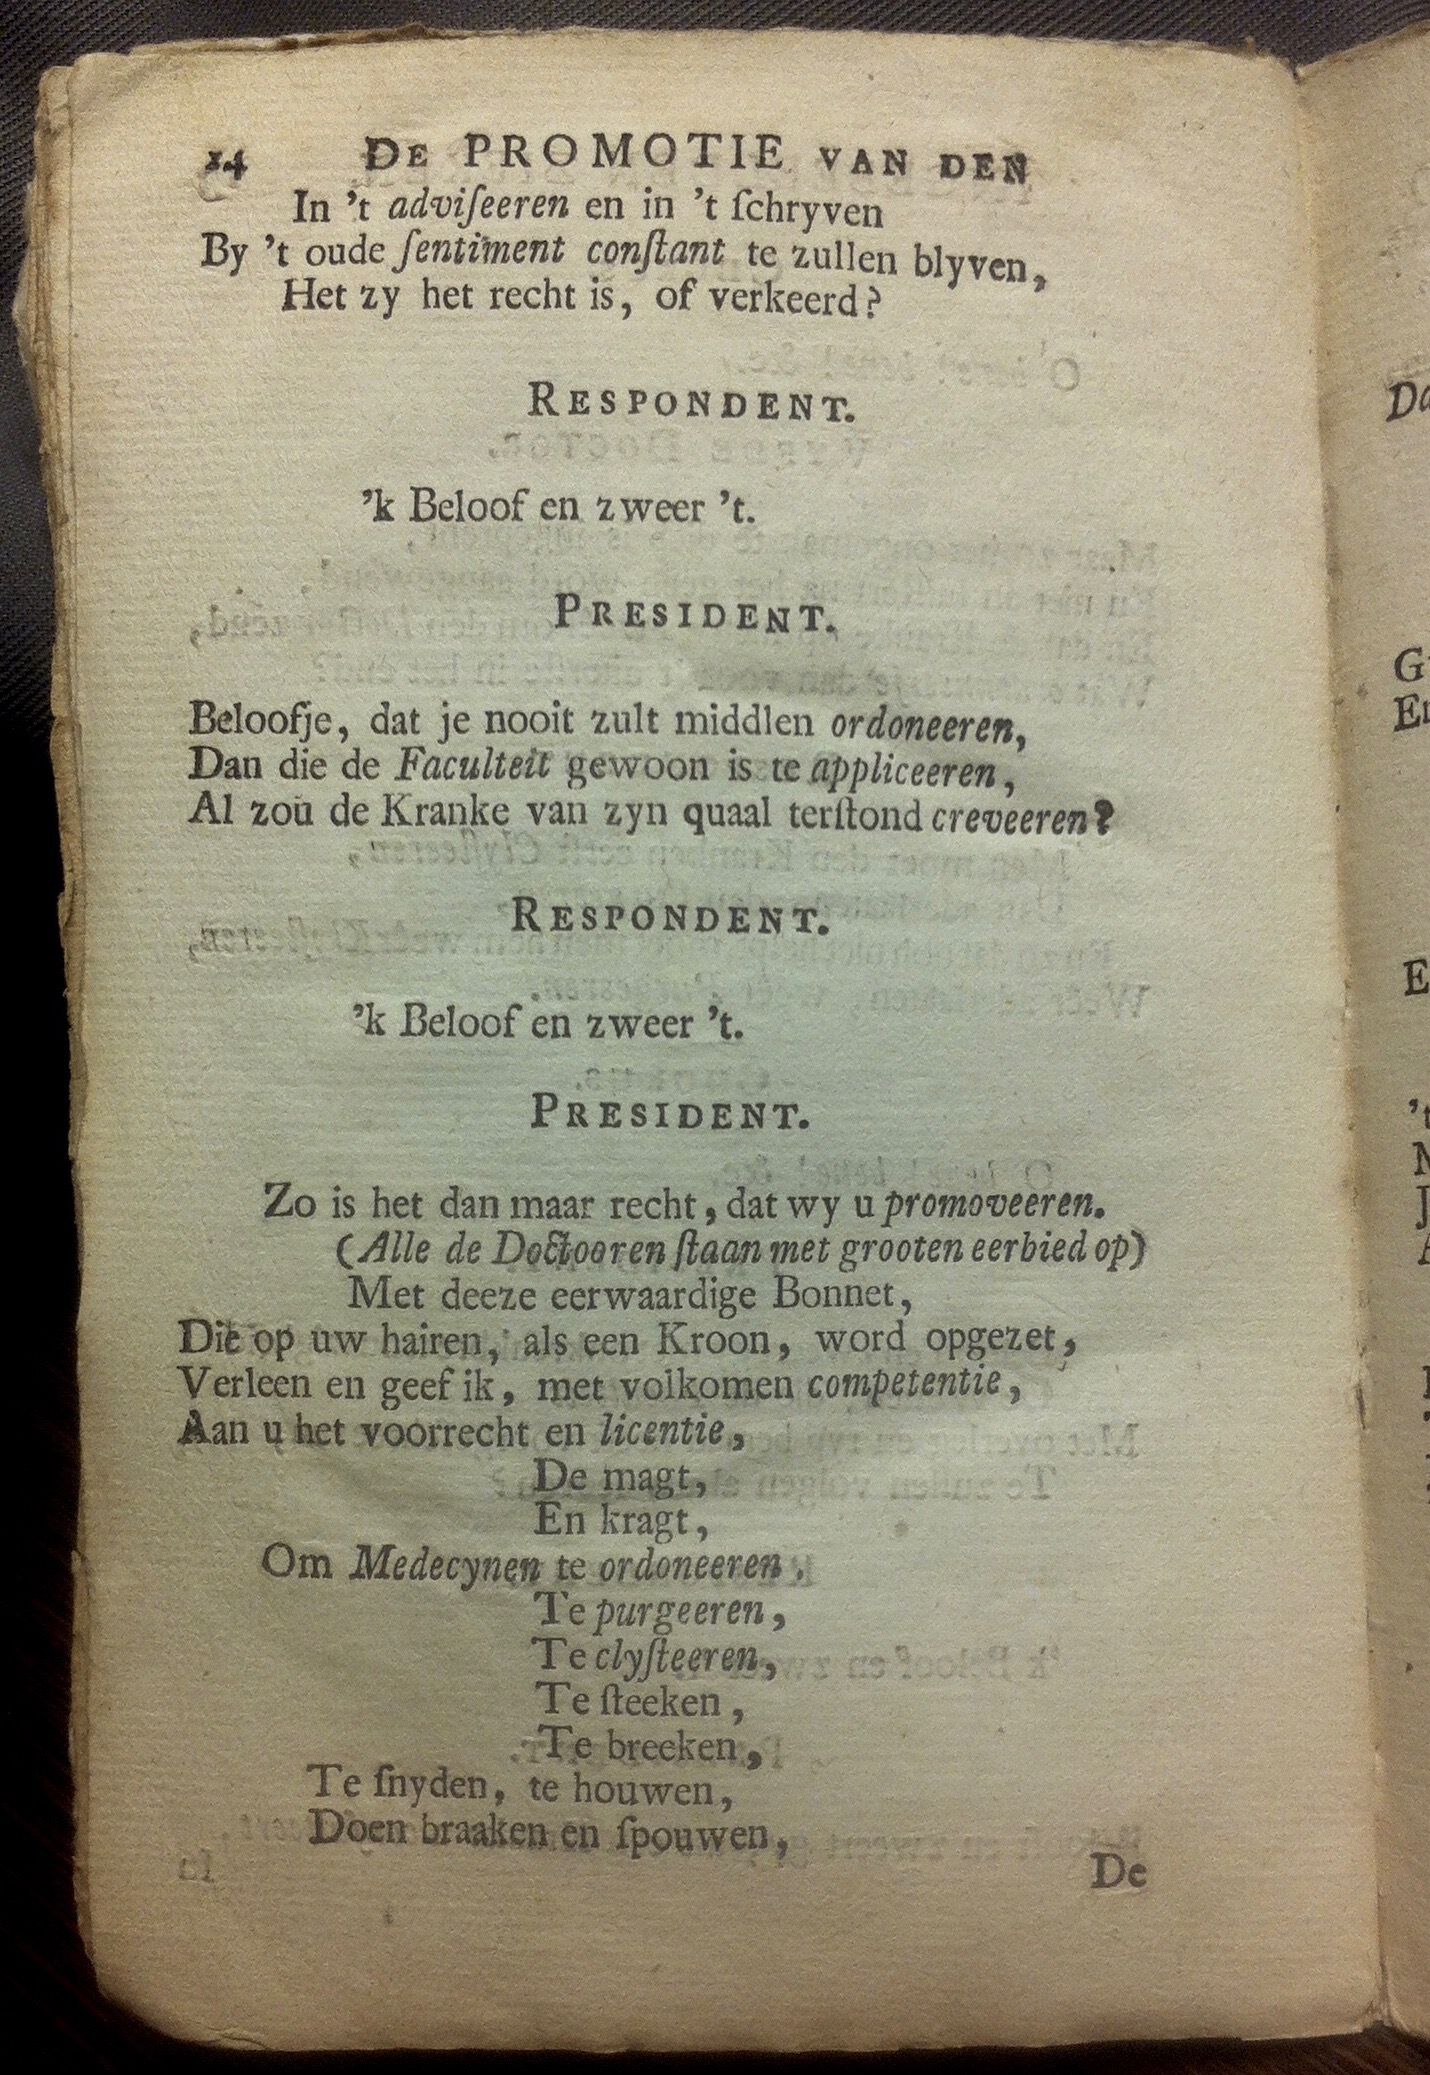 14 DE PROMOTIE VAN DEN
In 't adviſeeren en in 't ſchryven
By 't oude ſentiment conſtant te zullen blyven,
Het zy het recht is, of verkeerd?
RESPONDENT.
'k Beloof en zweer 't.
PRESIDENT.
Beloofje, dat je nooit zult middlen ordoneeren,
Dan die de Faculteit gewoon is te appliceeren,
Al zou de Kranke van zyn quaal terſtond creveeren?
RESPONDENT.
'k Beloof en zweer 't.
PRESIDENT.
Zo is het dan maar recht, dat wy u promoveeren.
(Alle de Doctooren ſtaan met grooten eerbied op)
Met deeze eerwaardige Bonnet,
Die op uw hairen, als een Kroon, word opgezet,
Verleen en geef ik, met volkomen competentie,
Aan u het voorrecht en licentie,
De magt,
En kragt,
Om Medecynen te ordoneeren.
Te purgeeren,
Te clyſteeren,
Te ſteeken,
Te breeken,
Te ſnyden, te houwen,
Doen braaken en ſpouwen,
De